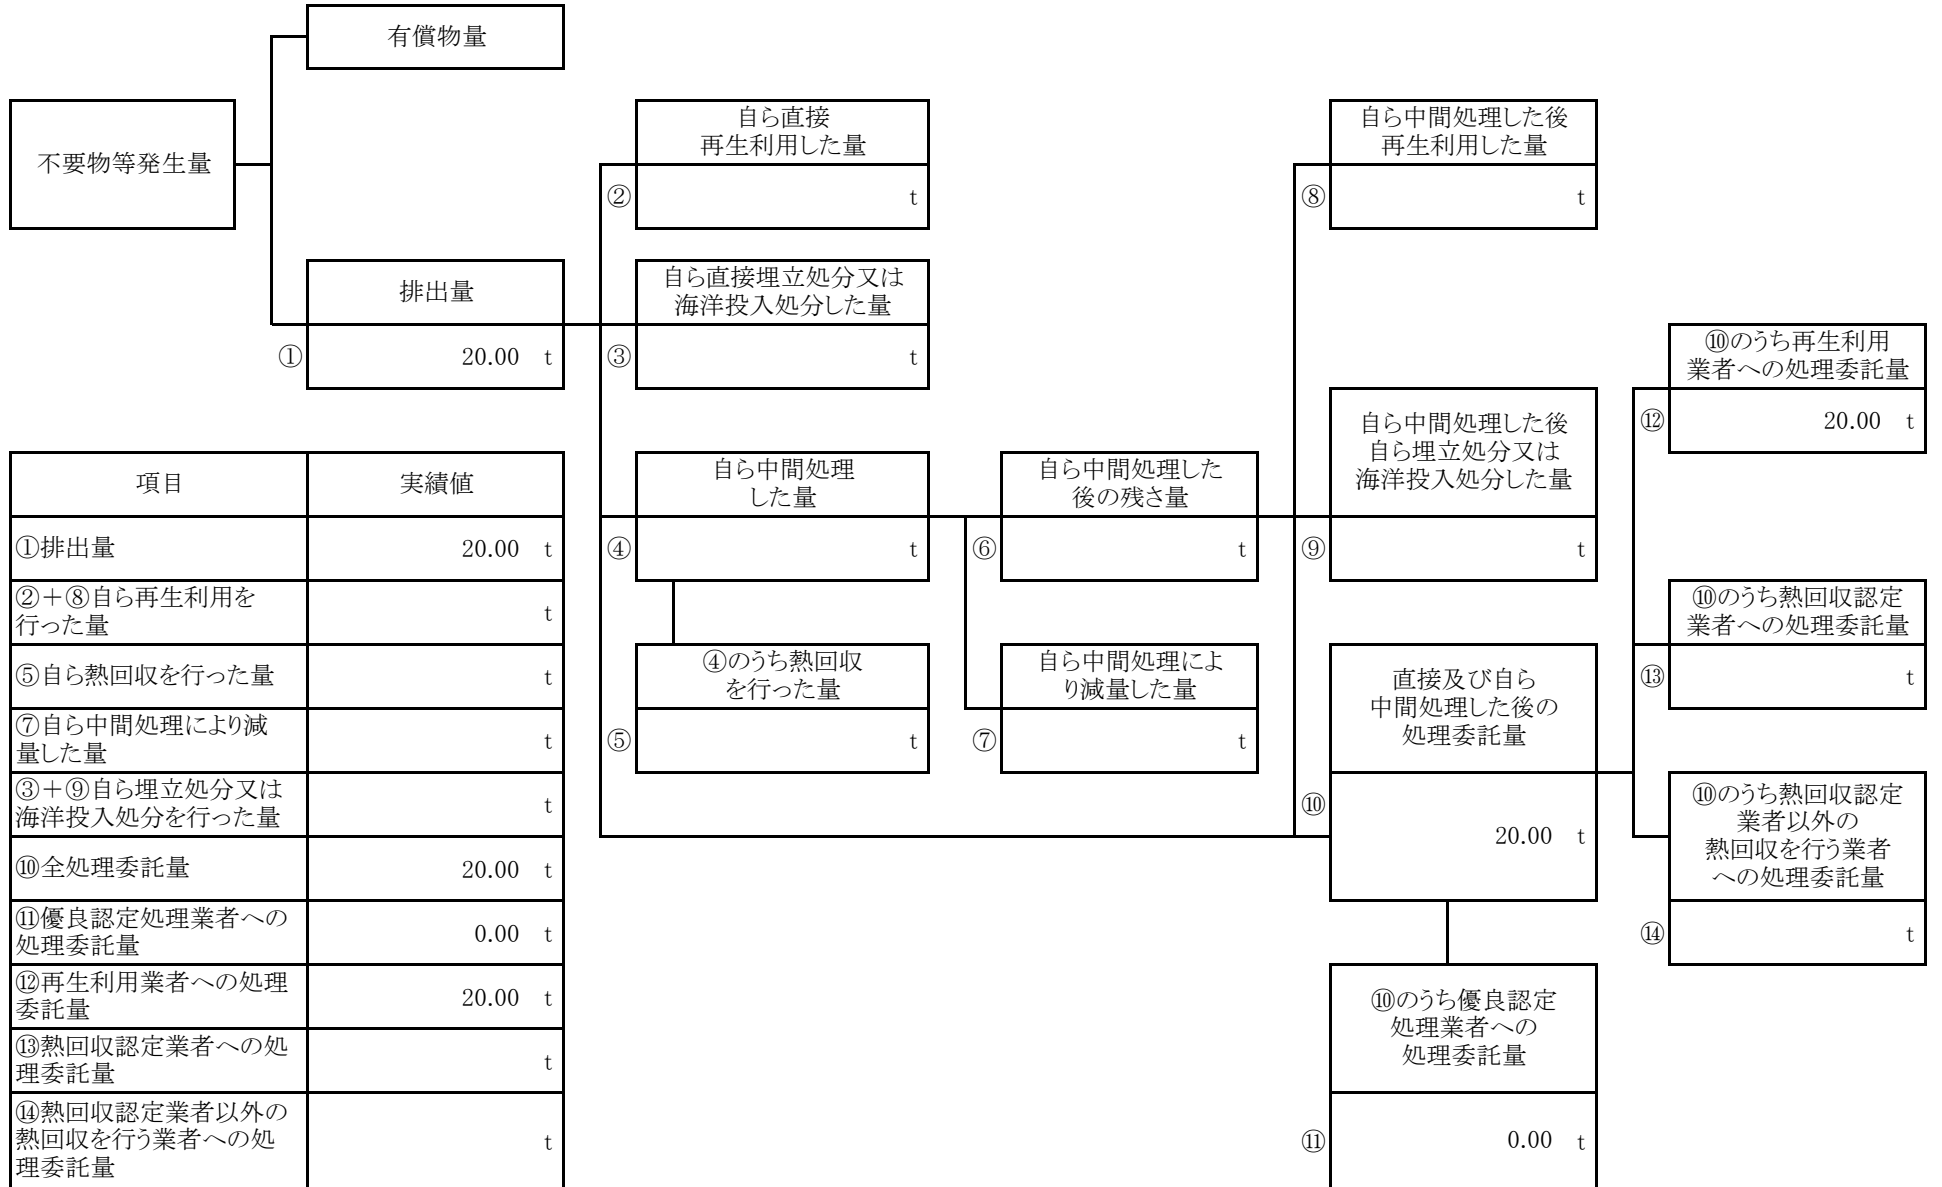 有償物量
不要物等発生量
排出量
① 20.00 t
自ら直接
再生利用した量
② t
自ら直接埋立処分又は
海洋投入処分した量
③ t
自ら中間処理
した量
④ t
④のうち熱回収
を行った量
⑤ t
自ら中間処理した
後の残さ量
⑥ t
自ら中間処理によ
り減量した量
⑦ t
自ら中間処理した後
再生利用した量
⑧ t
自ら中間処理した後
自ら埋立処分又は
海洋投入処分した量
⑨ t
直接及び自ら
中間処理した後の
処理委託量
⑩ 20.00 t
⑩のうち優良認定
処理業者への
処理委託量
⑪ 0.00 t
⑩のうち再生利用
業者への処理委託量
⑫ 20.00 t
⑩のうち熱回収認定
業者への処理委託量
⑬ t
⑩のうち熱回収認定
業者以外の
熱回収を行う業者
への処理委託量
⑭ t
項目 実績値
①排出量 20.00 t
②+⑧自ら再生利用を
行った量 t
⑤自ら熱回収を行った量 t
⑦自ら中間処理により減
量した量 t
③+⑨自ら埋立処分又は
海洋投入処分を行った量 t
⑩全処理委託量 20.00 t
⑪優良認定処理業者への
処理委託量 0.00 t
⑫再生利用業者への処理
委託量 20.00 t
⑬熱回収認定業者への処
理委託量 t
⑭熱回収認定業者以外の
熱回収を行う業者への処
理委託量 t